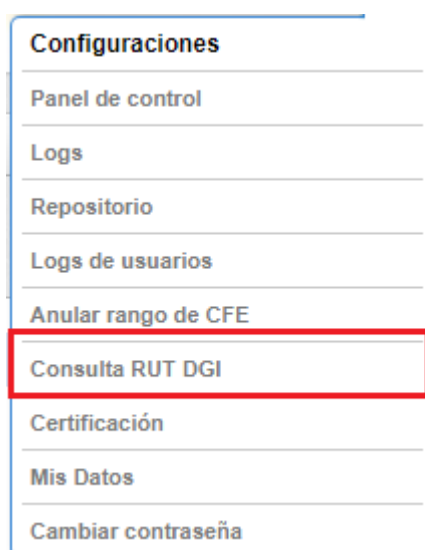 Configuraciones
Panel de control
Logs
Repositorio
Logs de usuarios
Anular rango de CFE
Consulta RUT DGI
Certificación
Mis Datos
Cambiar contraseña